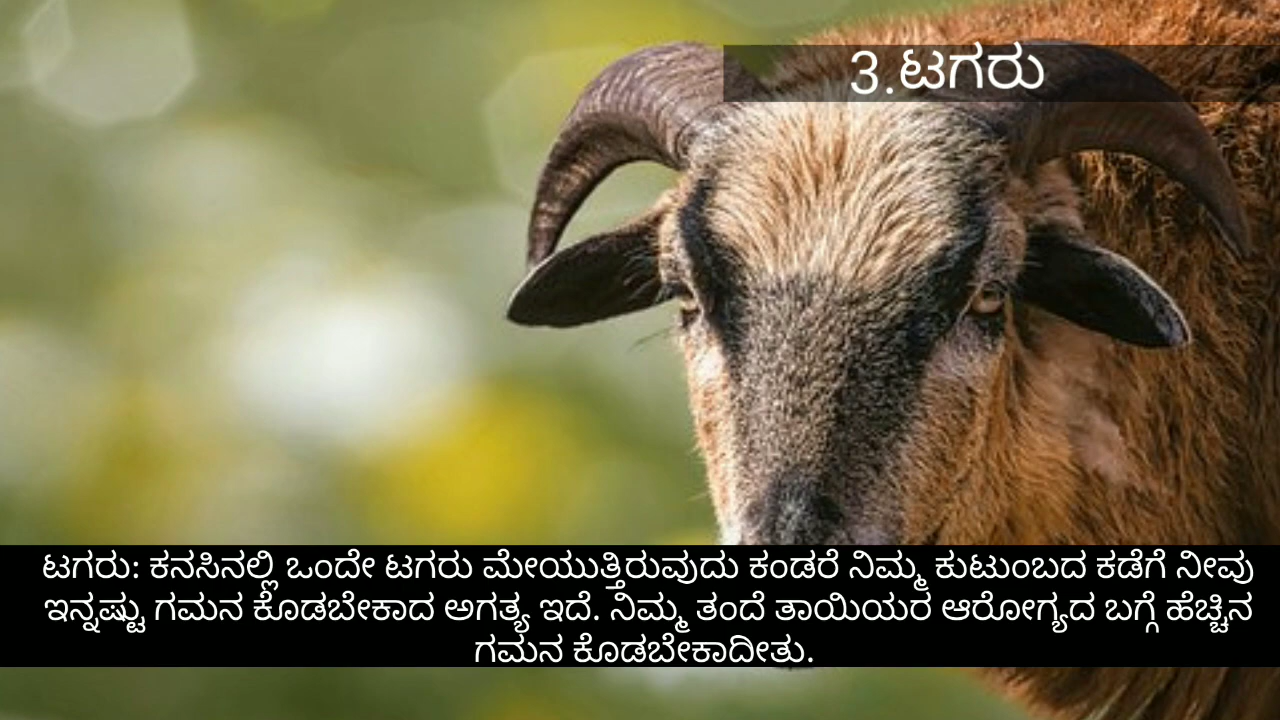 3.ಟಗರು
ಟಗರು: ಕನಸಿನಲ್ಲಿ ಒಂದೇ ಟಗರು ಮೇಯುತ್ತಿರುವುದು ಕಂಡರೆ ನಿಮ್ಮ ಕುಟುಂಬದ ಕಡೆಗೆ ನೀವು
ಇನ್ನಷ್ಟು ಗಮನ ಕೊಡಬೇಕಾದ ಅಗತ್ಯ ಇದೆ. ನಿಮ್ಮ ತಂದೆ ತಾಯಿಯರ ಆರೋಗ್ಯದ ಬಗ್ಗೆ ಹೆಚ್ಚಿನ
ಗಮನ ಕೊಡಬೇಕಾದೀತು.